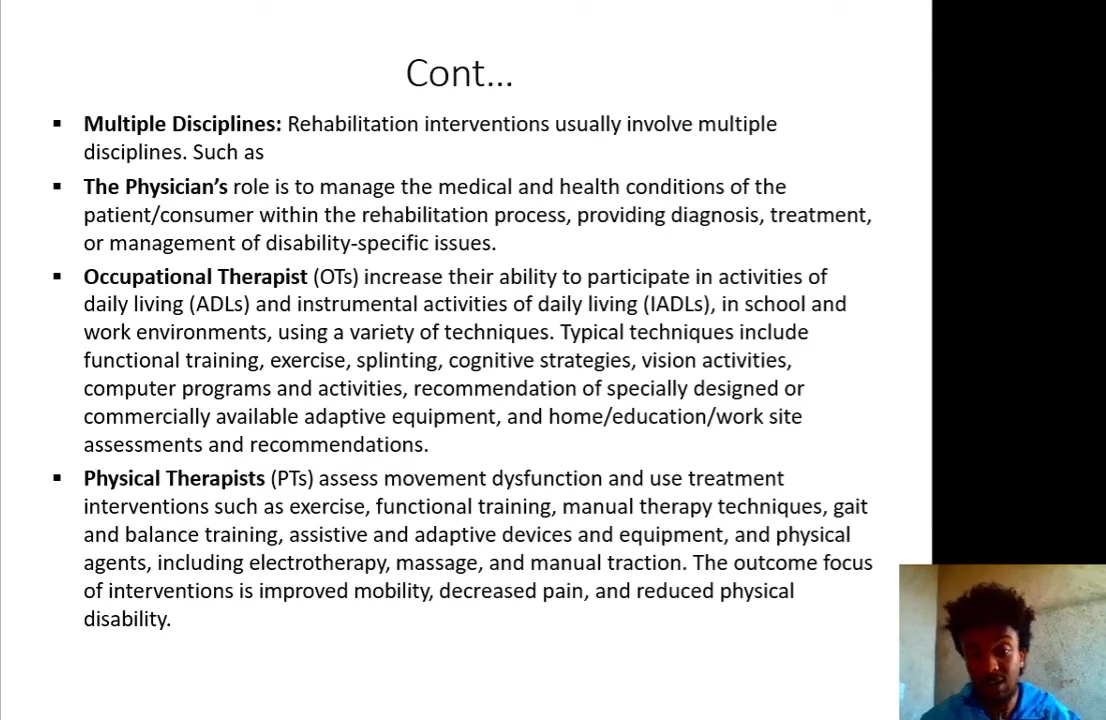 Cont...
▪ Multiple Disciplines: Rehabilitation interventions usually involve multiple
disciplines. Such as
▪ The Physician’s role is to manage the medical and health conditions of the
patient/consumer within the rehabilitation process, providing diagnosis, treatment,
or management of disability-specific issues.
▪ Occupational Therapist (OTs) increase their ability to participate in activities of
daily living (ADLs) and instrumental activities of daily living (IADLs), in school and
work environments, using a variety of techniques. Typical techniques include
functional training, exercise, splinting, cognitive strategies, vision activities,
computer programs and activities, recommendation of specially designed or
commercially available adaptive equipment, and home/education/work site
assessments and recommendations.
▪ Physical Therapists (PTs) assess movement dysfunction and use treatment
interventions such as exercise, functional training, manual therapy techniques, gait
and balance training, assistive and adaptive devices and equipment, and physical
agents, including electrotherapy, massage, and manual traction. The outcome focus
of interventions is improved mobility, decreased pain, and reduced physical
disability.